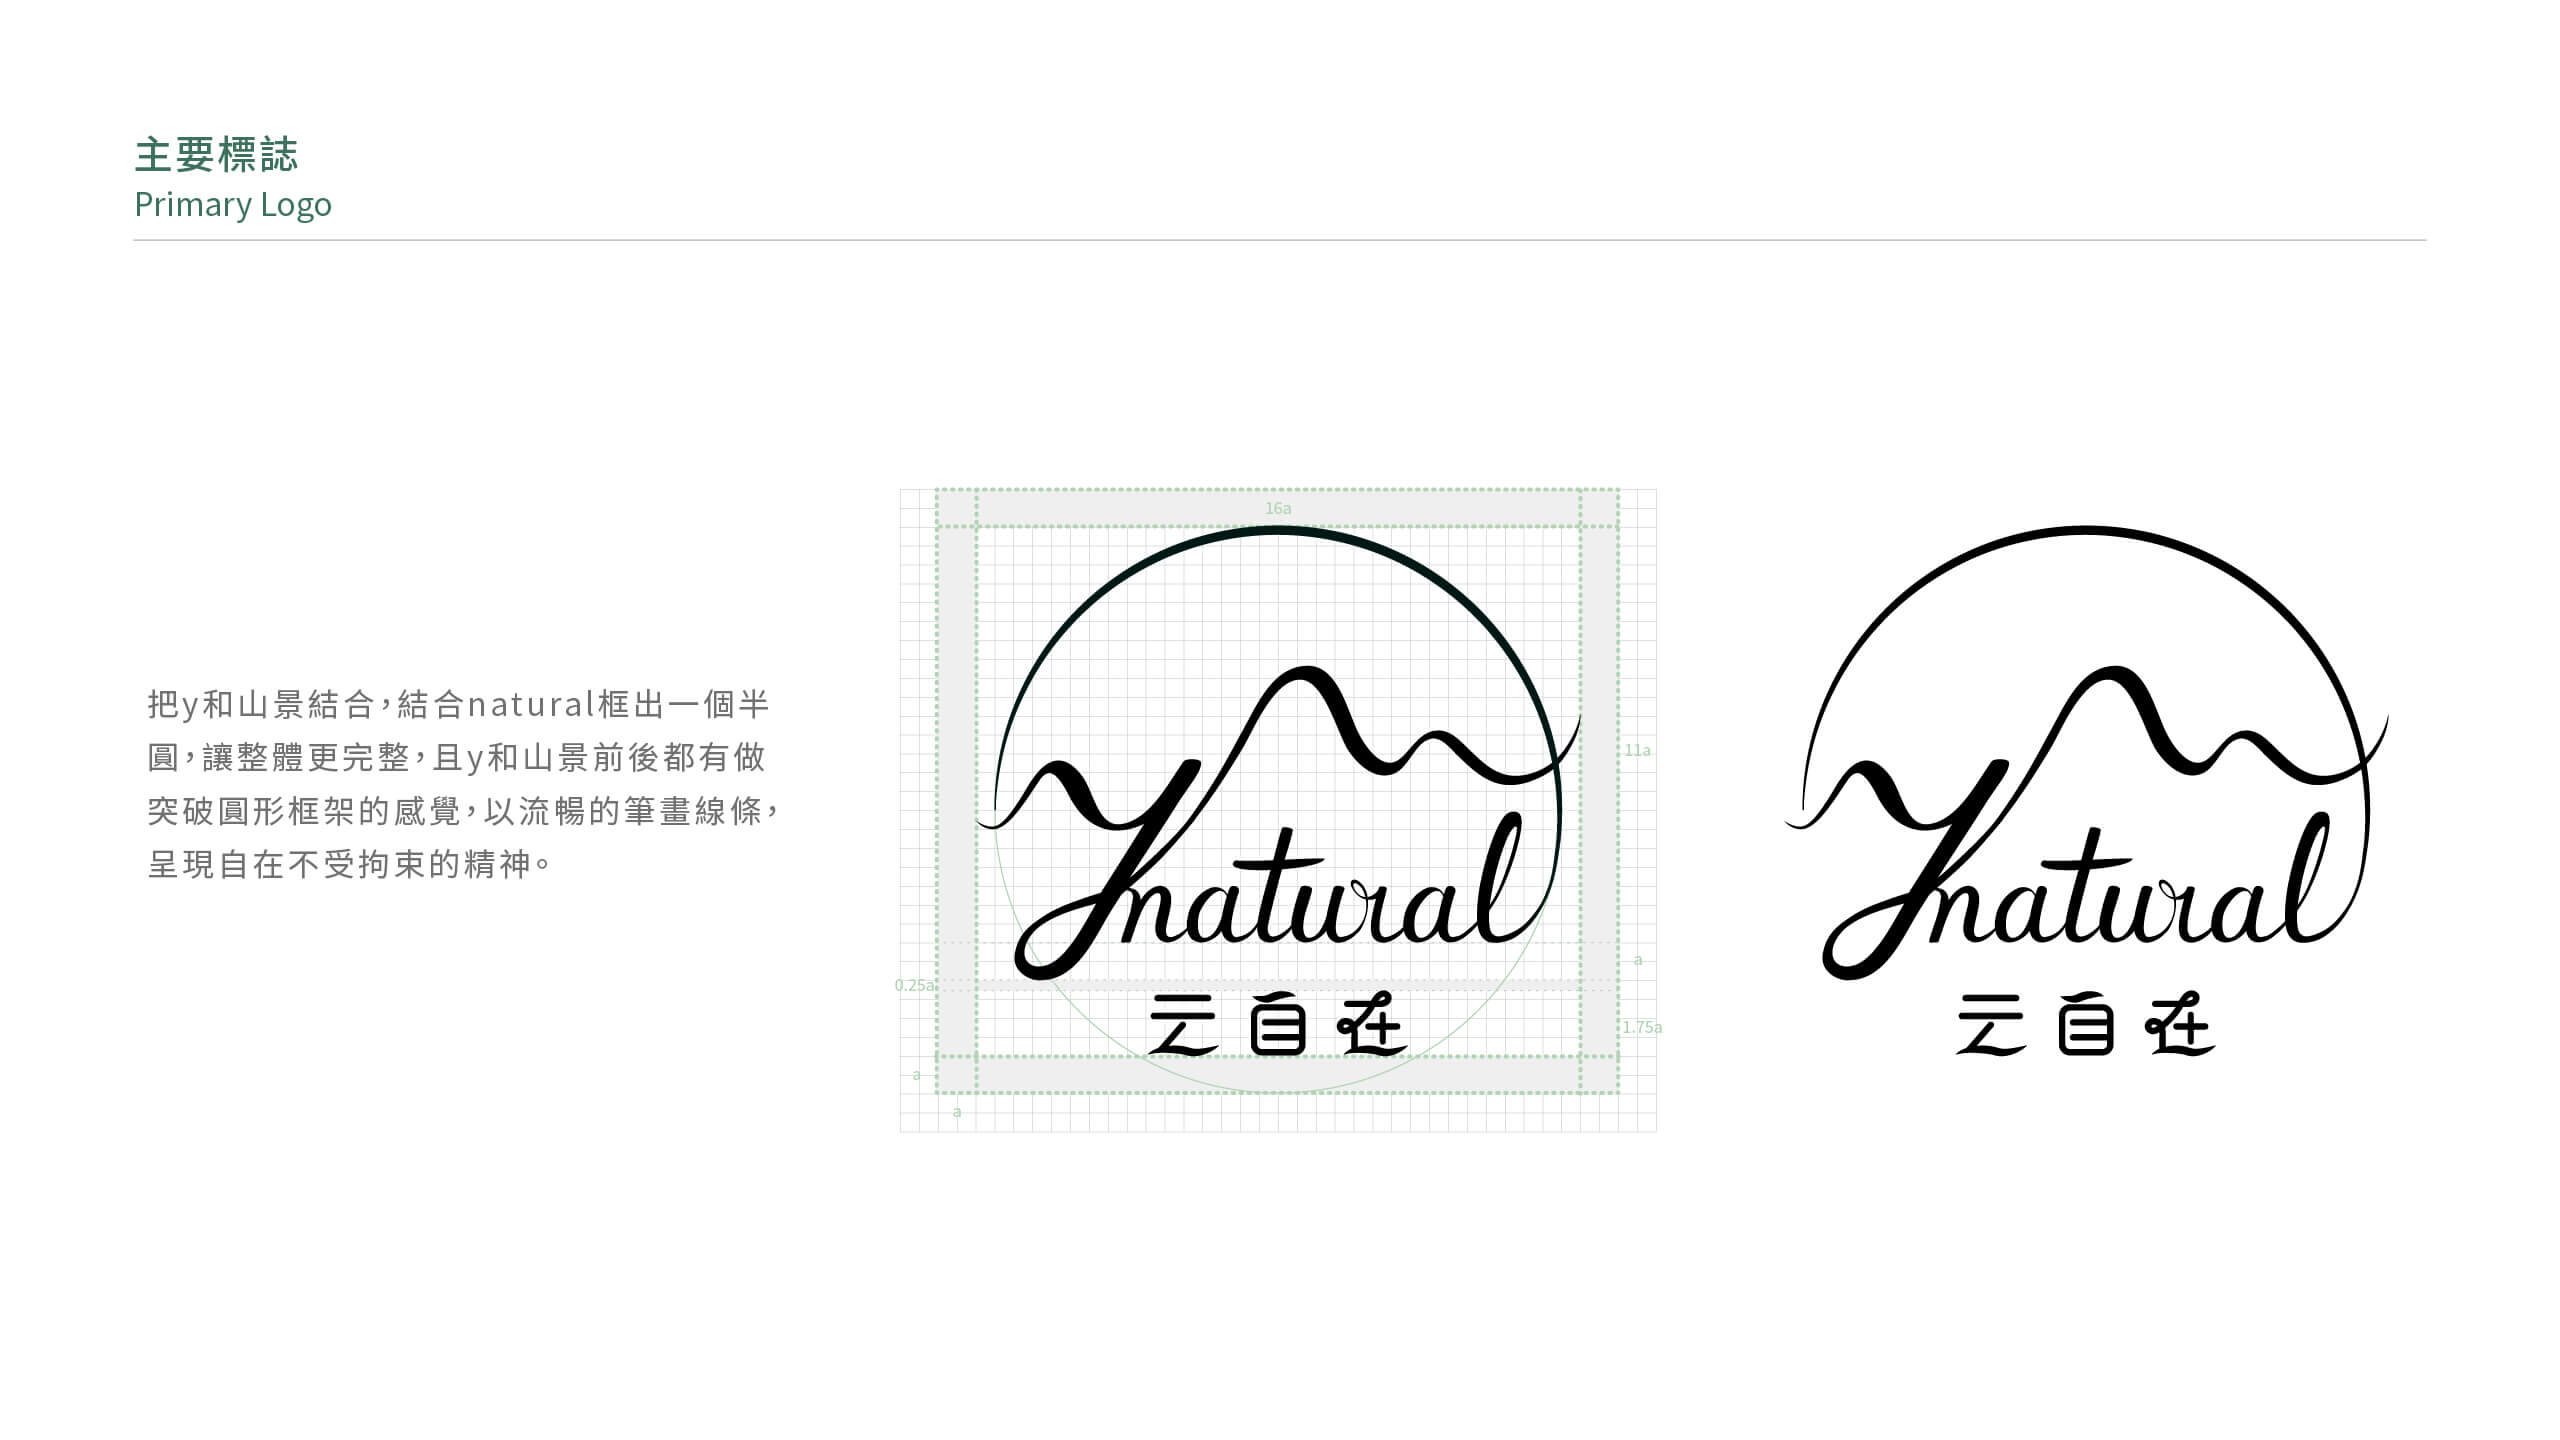 主要標誌
Primary Logo
把y和山景結合，結合natural框出一個半
圓，讓整體更完整，且y和山景前後都有做
突破圓形框架的感覺，以流暢的筆畫線條，
呈現自在不受拘束的精神。
16a
11a
a
0.25a
1.75a
a
a
ynatural
云自在
ynatural
云自在